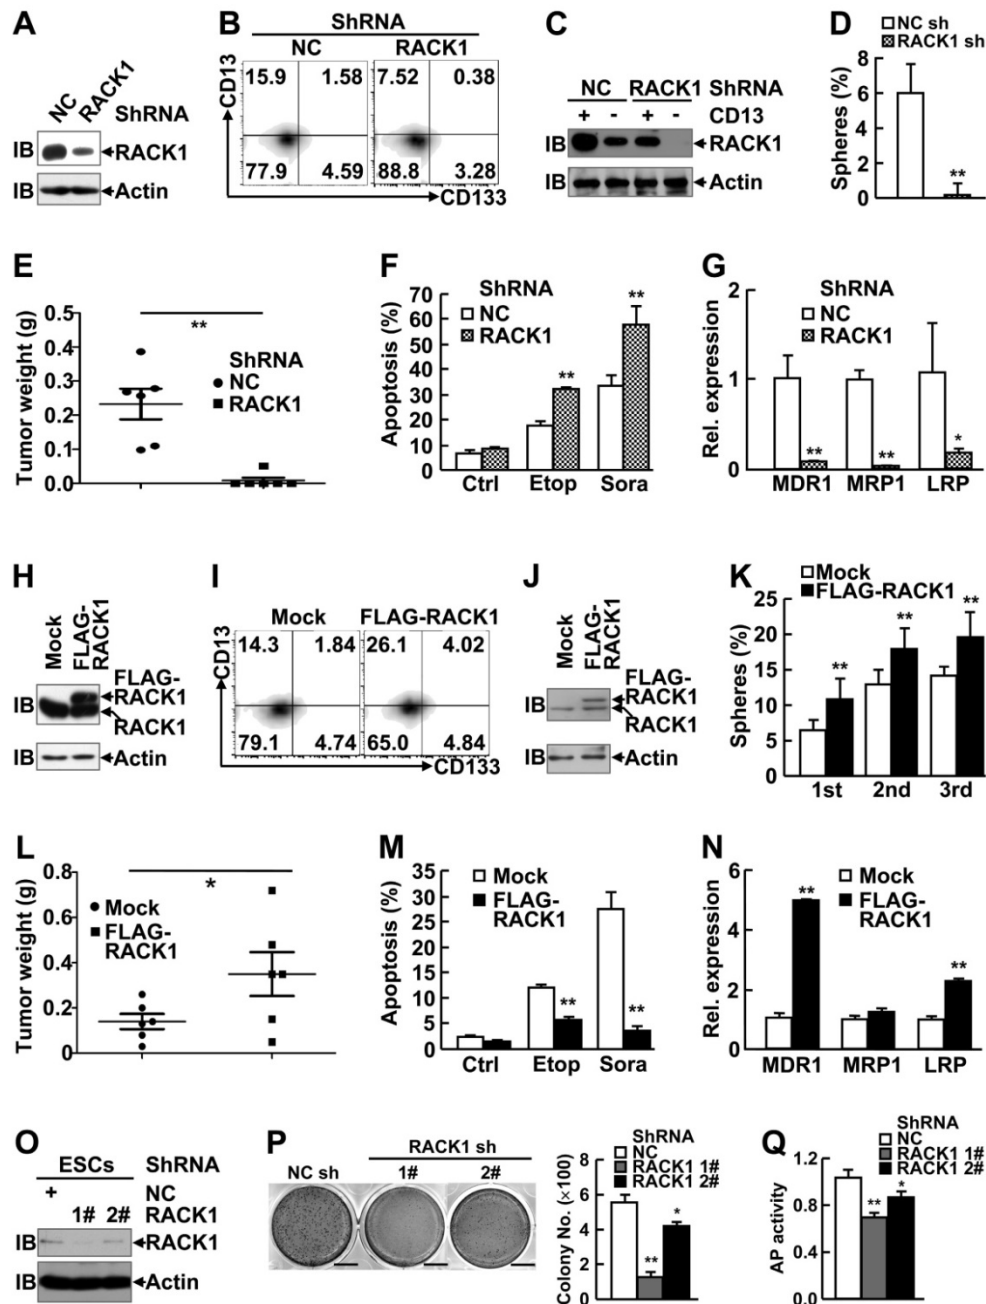 A
NC
RACK1
ShRNA
IB
RACK1
IB
Actin
B
ShRNA
NC
RACK1
CD13
15.9
1.58
7.52
0.38
77.9
4.59
88.8
3.28
CD133
C
NC
RACK1
ShRNA
+
-
+
-
CD13
IB
RACK1
IB
Actin
D
NC sh
RACK1 sh
Spheres (%)
8
6
4
2
0
**
E
Tumor weight (g)
0.5
0.4
0.3
0.2
0.1
0.0
**
ShRNA
NC
RACK1
F
ShRNA
NC
RACK1
Apoptosis (%)
70
60
50
40
30
20
10
0
**
**
Ctrl
Etop
Sora
G
ShRNA
NC
RACK1
Rel. expression
2
1
0
**
**
*
MDR1
MRP1
LRP
H
Mock
FLAG-
RACK1
FLAG-
RACK1
RACK1
IB
IB
Actin
I
Mock
FLAG-RACK1
CD13
14.3
1.84
26.1
4.02
79.1
4.74
65.0
4.84
CD133
J
Mock
FLAG-
RACK1
FLAG-
RACK1
RACK1
IB
IB
Actin
K
Mock
FLAG-RACK1
Spheres (%)
25
20
15
10
5
0
**
**
**
1st
2nd
3rd
L
Tumor weight (g)
0.8
0.6
0.4
0.2
0
*
Mock
FLAG-
RACK1
M
Mock
FLAG-
RACK1
Apoptosis (%)
35
30
25
20
15
10
5
0
**
**
Ctrl
Etop
Sora
N
Mock
FLAG-
RACK1
Rel. expression
6
4
2
0
**
**
MDR1
MRP1
LRP
O
ESCs
ShRNA
+
NC
1#
2#
RACK1
IB
RACK1
IB
Actin
P
RACK1 sh
NC sh
1#
2#
ShRNA
NC
RACK1 1#
RACK1 2#
Colony No. (×100)
8
6
4
2
0
**
*
Q
ShRNA
NC
RACK1 1#
RACK1 2#
AP activity
1.2
0.8
0.4
0.0
**
*